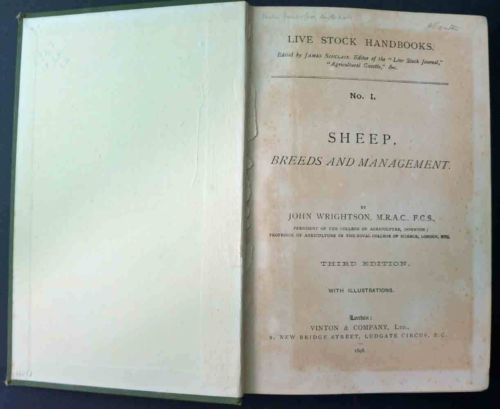 LIVE STOCK HANDBOOKS.
Edited by JAMES SINCLAIR, Editor of the "Live Stock Journal,"
"Agricultural Gazette," &c.
No. I.
SHEEP,
BREEDS AND MANAGEMENT.
BY
JOHN WRIGHTSON, M.R.A.C., F.C.S.,
PRESIDENT OF THE COLLEGE OF AGRICULTURE, DOWNTON;
PROFESSOR OF AGRICULTURE IN THE ROYAL COLLEGE OF SCIENCE, LONDON, ETC.
THIRD EDITION.
WITH ILLUSTRATIONS.
London:
VINTON & COMPANY, LTD.,
9, NEW BRIDGE STREET, LUDGATE CIRCUS, E.C.
1898.